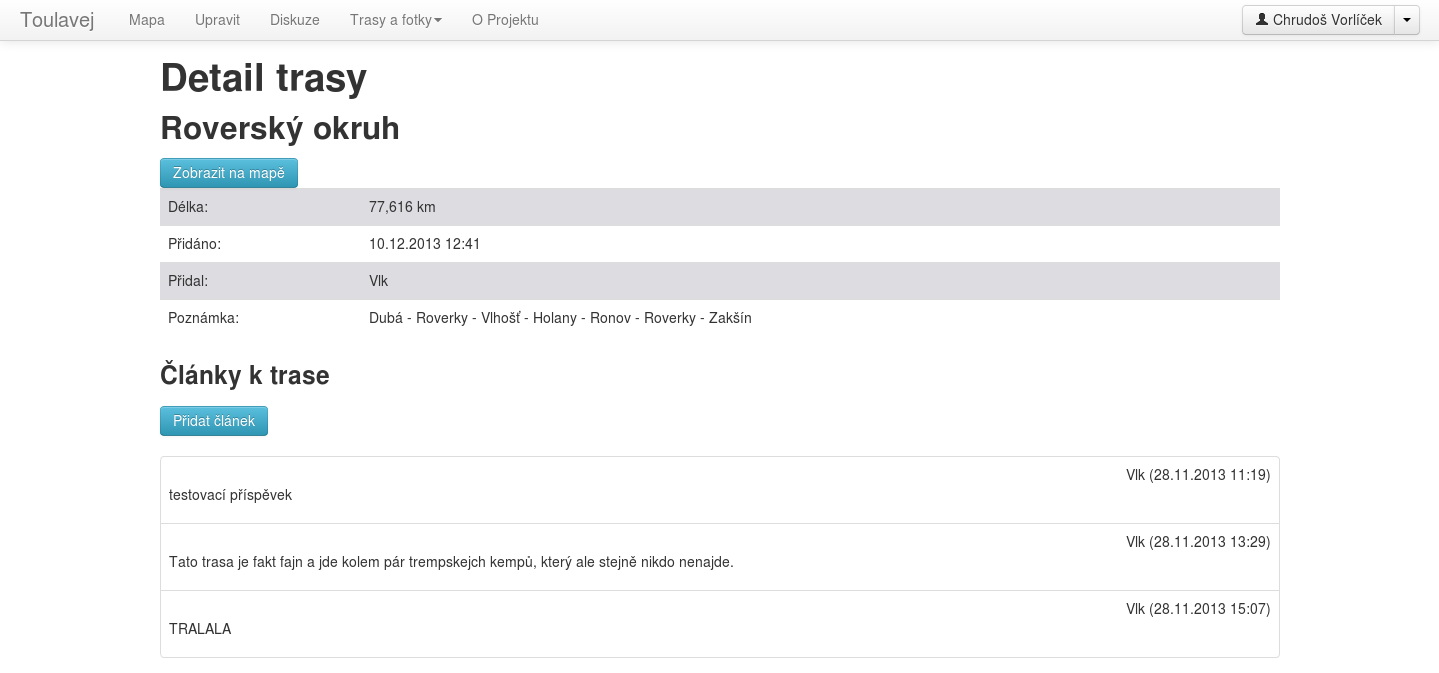 Toulavej Mapa Upravit Diskuze Trasy a fotky O Projektu Chrudoš Vorlíček
Detail trasy
Roverský okruh
Zobrazit na mapě
Délka: 77,616 km
Přidáno: 10.12.2013 12:41
Přidal: Vlk
Poznámka: Dubá - Roverky - Vlhošť - Holany - Ronov - Roverky - Zakšín
Články k trase
Přidat článek
Vlk (28.11.2013 11:19)
testovací příspěvek
Vlk (28.11.2013 13:29)
Tato trasa je fakt fajn a jde kolem pár trempskejch kempů, který ale stejně nikdo nenajde.
Vlk (28.11.2013 15:07)
TRALALA